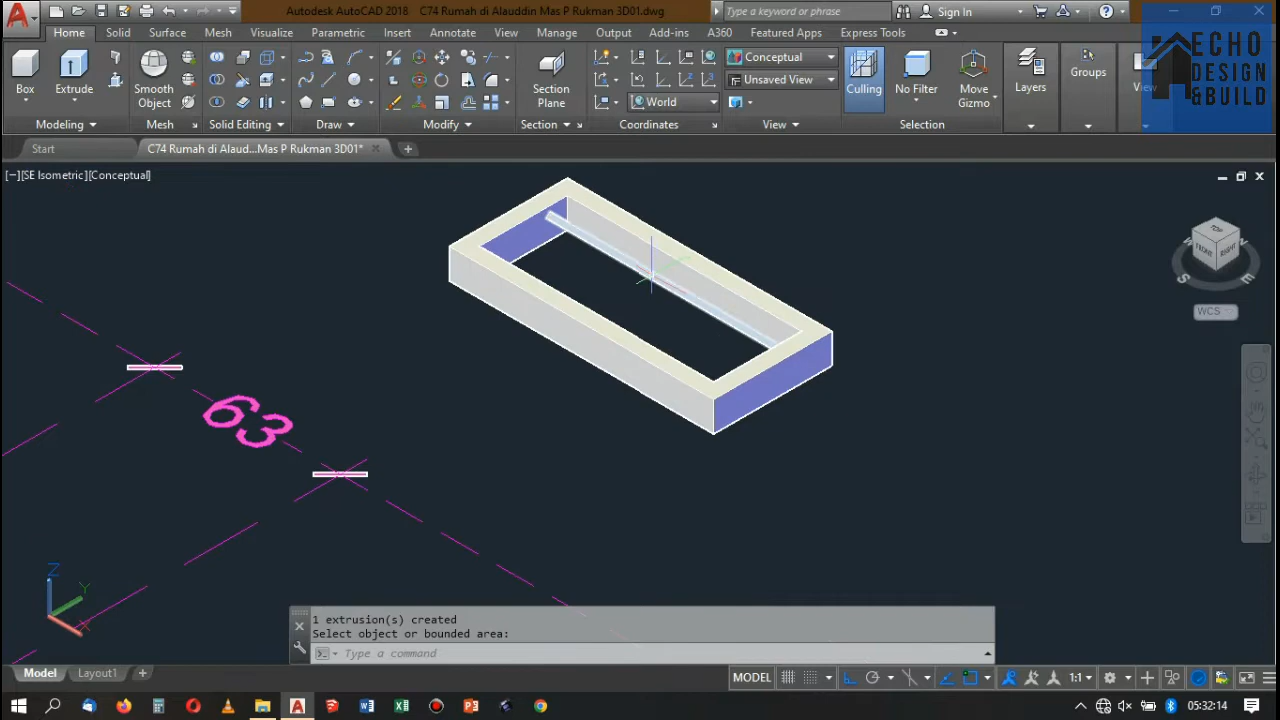 Autodesk AutoCAD 2018   C74 Rumah di Alauddin Mas P Rukman 3D01.dwg
Type a keyword or phrase
Sign In
Home Solid Surface Mesh Visualize Parametric Insert Annotate View Manage Output Add-ins A360 Featured Apps Express Tools
ECHO
DESIGN
&BUILD
Box
Extrude
Smooth
Object
Section
Plane
Conceptual
Unsaved View
World
Culling
No Filter
Move
Gizmo
Layers
Groups
View
Modeling Mesh Solid Editing Draw Modify Section Coordinates View Selection
Start
C74 Rumah di Alaud...Mas P Rukman 3D01*
[−][SE Isometric][Conceptual]
TOP
FRONT
RIGHT
W
S
E
WCS
63
Z
Y
X
1 extrusion(s) created
Select object or bounded area:
Type a command
Model Layout1
MODEL
1:1
05:32:14